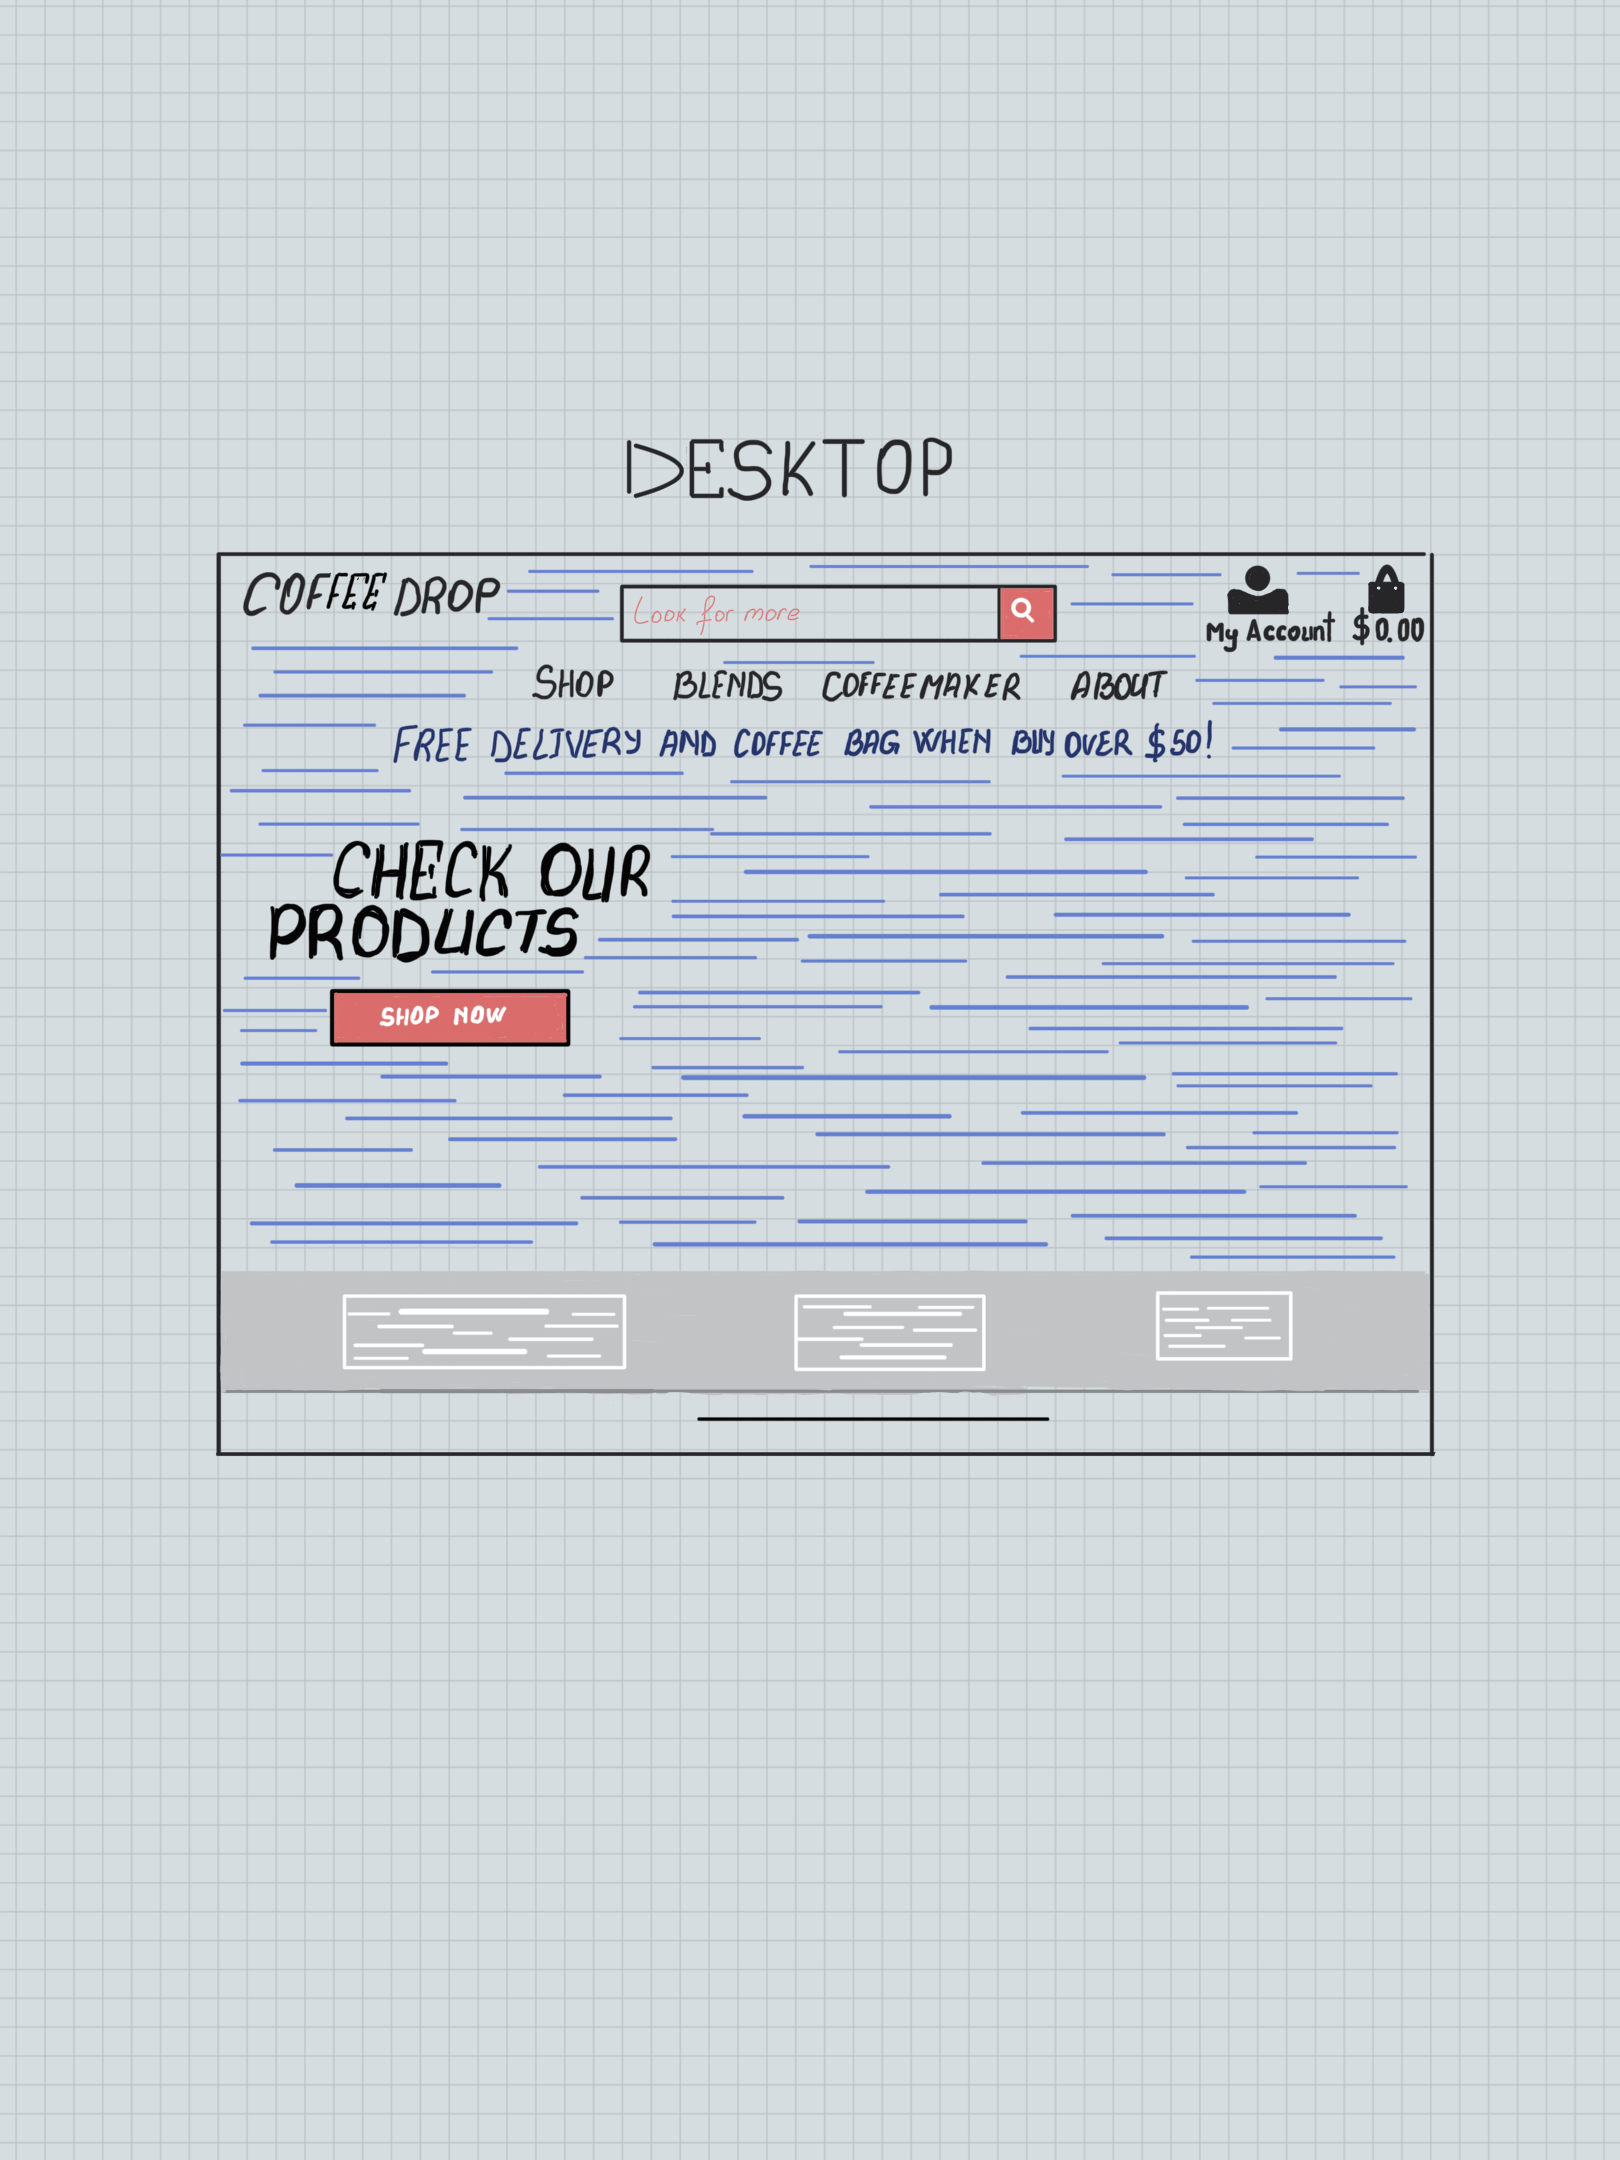 DESKTOP
COFFEE DROP
Look for more
My Account $0.00
SHOP BLENDS COFFEEMAKER ABOUT
FREE DELIVERY AND COFFEE BAG WHEN BUY OVER $50!
CHECK OUR
PRODUCTS
SHOP NOW